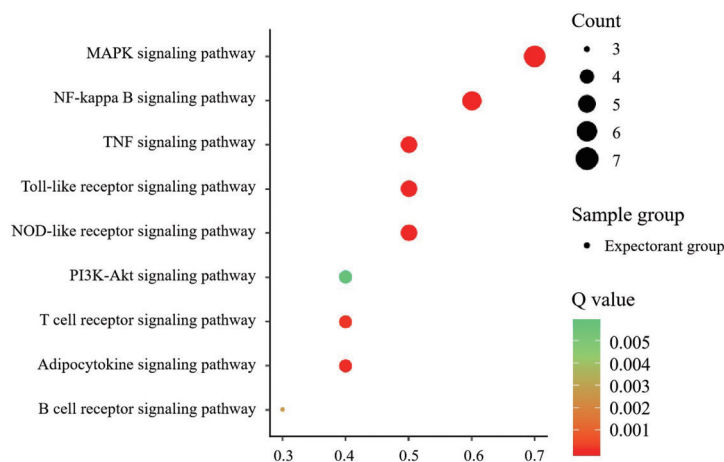 MAPK signaling pathway
NF-kappa B signaling pathway
TNF signaling pathway
Toll-like receptor signaling pathway
NOD-like receptor signaling pathway
PI3K-Akt signaling pathway
T cell receptor signaling pathway
Adipocytokine signaling pathway
B cell receptor signaling pathway
0.3 0.4 0.5 0.6 0.7
Count
3
4
5
6
7
Sample group
Expectorant group
Q value
0.005
0.004
0.003
0.002
0.001